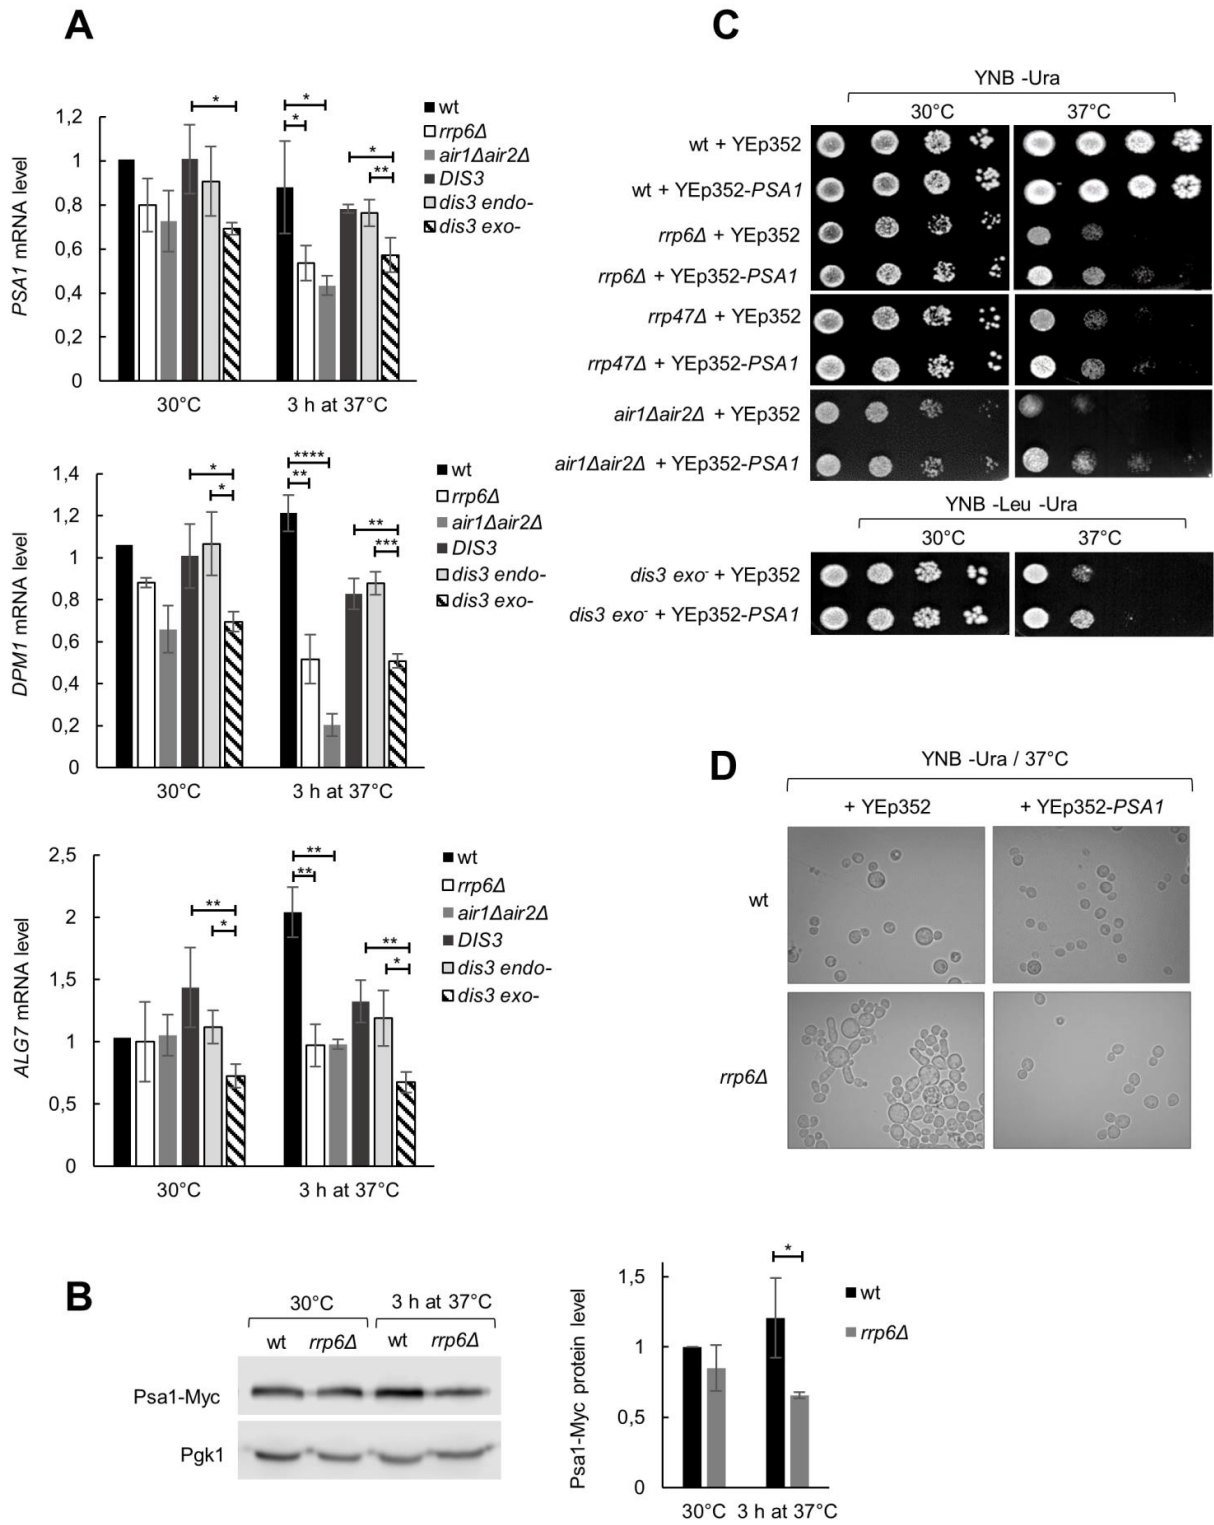 A
PSA1 mRNA level
1,2
1
0,8
0,6
0,4
0,2
0
*
*
*
*
**
30°C
3 h at 37°C
wt
rrp6Δ
air1Δair2Δ
DIS3
dis3 endo-
dis3 exo-
DPM1 mRNA level
1,4
1,2
1
0,8
0,6
0,4
0,2
0
*
*
****
**
**
***
30°C
3 h at 37°C
wt
rrp6Δ
air1Δair2Δ
DIS3
dis3 endo-
dis3 exo-
ALG7 mRNA level
2,5
2
1,5
1
0,5
0
**
*
**
**
**
*
30°C
3 h at 37°C
wt
rrp6Δ
air1Δair2Δ
DIS3
dis3 endo-
dis3 exo-
B
30°C
3 h at 37°C
wt
rrp6Δ
wt
rrp6Δ
Psa1-Myc
Pgk1
Psa1-Myc protein level
1,5
1
0,5
0
*
30°C
3 h at 37°C
wt
rrp6Δ
C
YNB -Ura
30°C
37°C
wt + YEp352
wt + YEp352-PSA1
rrp6Δ + YEp352
rrp6Δ + YEp352-PSA1
rrp47Δ + YEp352
rrp47Δ + YEp352-PSA1
air1Δair2Δ + YEp352
air1Δair2Δ + YEp352-PSA1
YNB -Leu -Ura
30°C
37°C
dis3 exo⁻ + YEp352
dis3 exo⁻ + YEp352-PSA1
D
YNB -Ura / 37°C
+ YEp352
+ YEp352-PSA1
wt
rrp6Δ